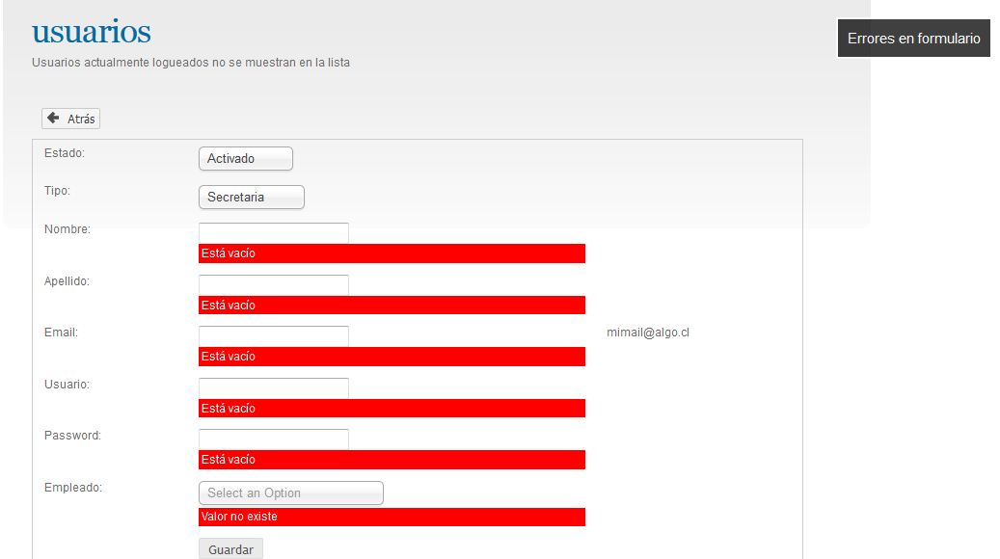 usuarios
Errores en formulario
Usuarios actualmente logueados no se muestran en la lista
Atrás
Estado:
Activado
Tipo:
Secretaria
Nombre:
Está vacío
Apellido:
Está vacío
Email:
mimail@algo.cl
Está vacío
Usuario:
Está vacío
Password:
Está vacío
Empleado:
Select an Option
Valor no existe
Guardar